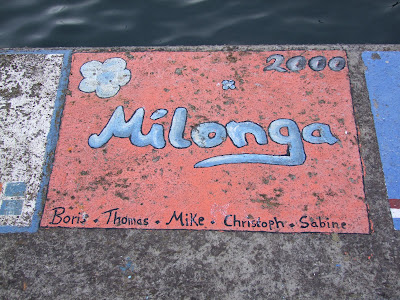 2000
Milonga
Boris • Thomas • Mike • Christoph • Sabine